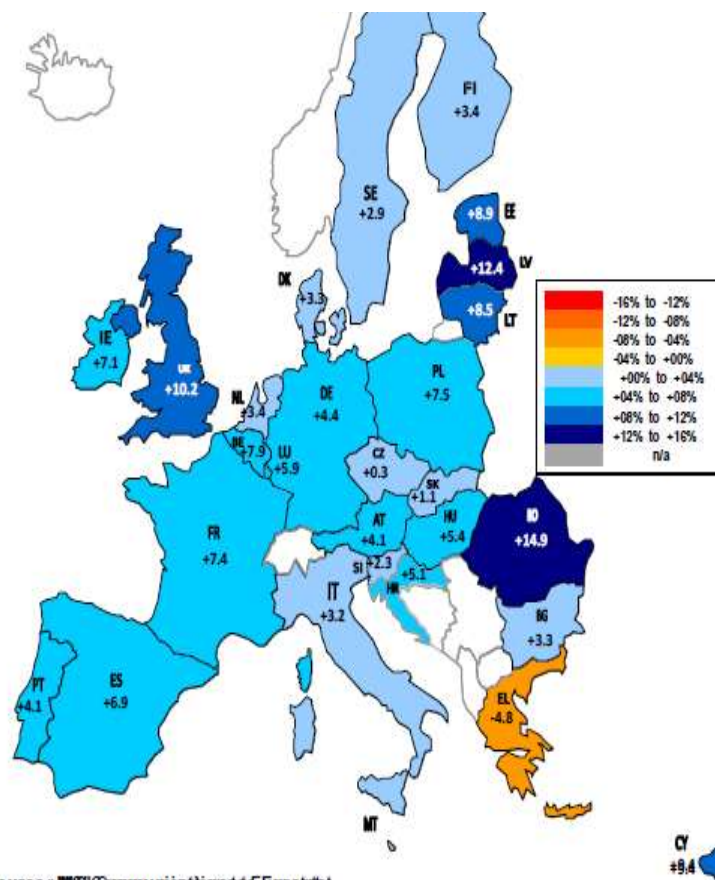 FI
+3.4
SE
+2.9
+8.9 EE
+12.4 LV
+8.5 LT
DK
+3.3
IE
+7.1
UK
+10.2
NL
+3.4
BE
+7.9
LU
+5.9
DE
+4.4
PL
+7.5
CZ
+0.3
SK
+1.1
AT
+4.1
HU
+5.4
RO
+14.9
FR
+7.4
SI +2.3
HR
+5.1
IT
+3.2
BG
+3.3
PT
+4.1
ES
+6.9
EL
-4.8
MT
CY
-16% to -12%
-12% to -08%
-08% to -04%
-04% to +00%
+00% to +04%
+04% to +08%
+08% to +12%
+12% to +16%
n/a